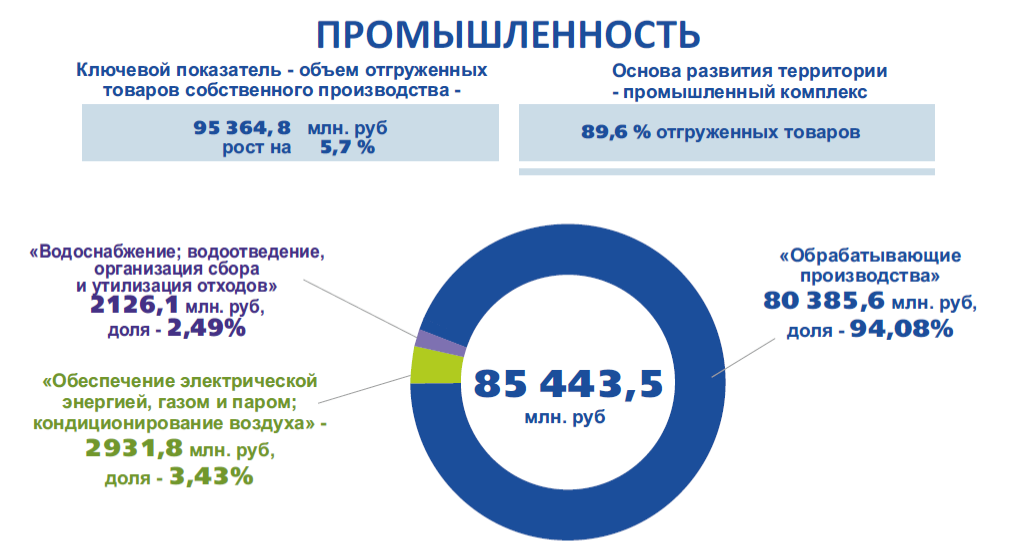 ПРОМЫШЛЕННОСТЬ
Ключевой показатель - объем отгруженных
товаров собственного производства -
95 364,8 млн. руб
рост на 5,7 %
Основа развития территории
- промышленный комплекс
89,6 % отгруженных товаров
«Водоснабжение; водоотведение,
организация сбора
и утилизация отходов»
2126,1 млн. руб,
доля - 2,49%
«Обеспечение электрической
энергией, газом и паром;
кондиционирование воздуха» -
2931,8 млн. руб,
доля - 3,43%
85 443,5
млн. руб
«Обрабатывающие
производства»
80 385,6 млн. руб,
доля - 94,08%